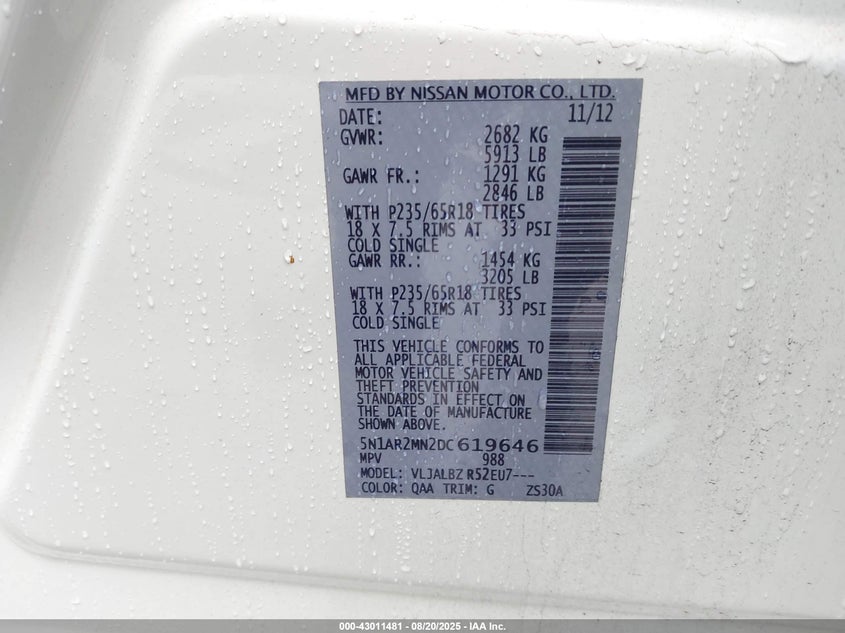 MFD BY NISSAN MOTOR CO., LTD.
DATE: 11/12
GVWR: 2682 KG
5913 LB
GAWR FR.: 1291 KG
2846 LB
WITH P235/65R18 TIRES
18 X 7.5 RIMS AT 33 PSI
COLD SINGLE
GAWR RR.: 1454 KG
3205 LB
WITH P235/65R18 TIRES
18 X 7.5 RIMS AT 33 PSI
COLD SINGLE
THIS VEHICLE CONFORMS TO
ALL APPLICABLE FEDERAL
MOTOR VEHICLE SAFETY AND
THEFT PREVENTION
STANDARDS IN EFFECT ON
THE DATE OF MANUFACTURE
SHOWN ABOVE.
5N1AR2MN2DC619646
MPV 988
MODEL: VLJALBZ R52EU7---
COLOR: QAA TRIM: G ZS30A
000-43011481 - 08/20/2025 - IAA Inc.